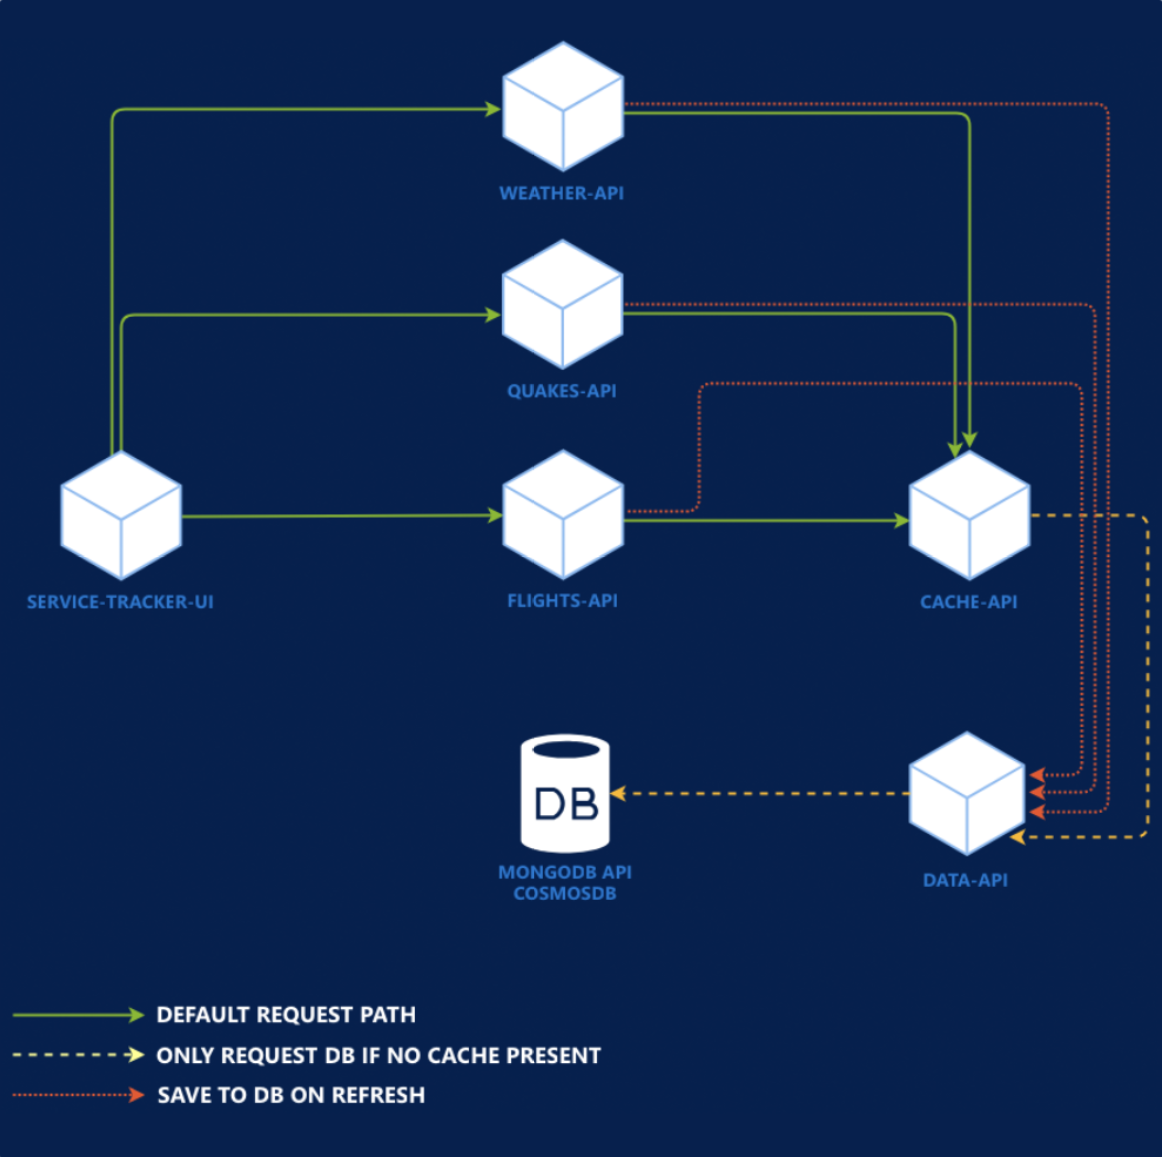 WEATHER-API
QUAKES-API
SERVICE-TRACKER-UI
FLIGHTS-API
CACHE-API
DB
MONGODB API
COSMOSDB
DATA-API
DEFAULT REQUEST PATH
ONLY REQUEST DB IF NO CACHE PRESENT
SAVE TO DB ON REFRESH